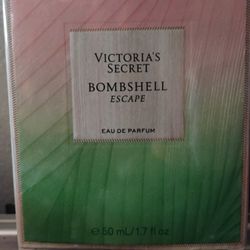 VICTORIA'S
SECRET
BOMBSHELL
ESCAPE
EAU DE PARFUM
℮ 50 mL/1.7 fl oz